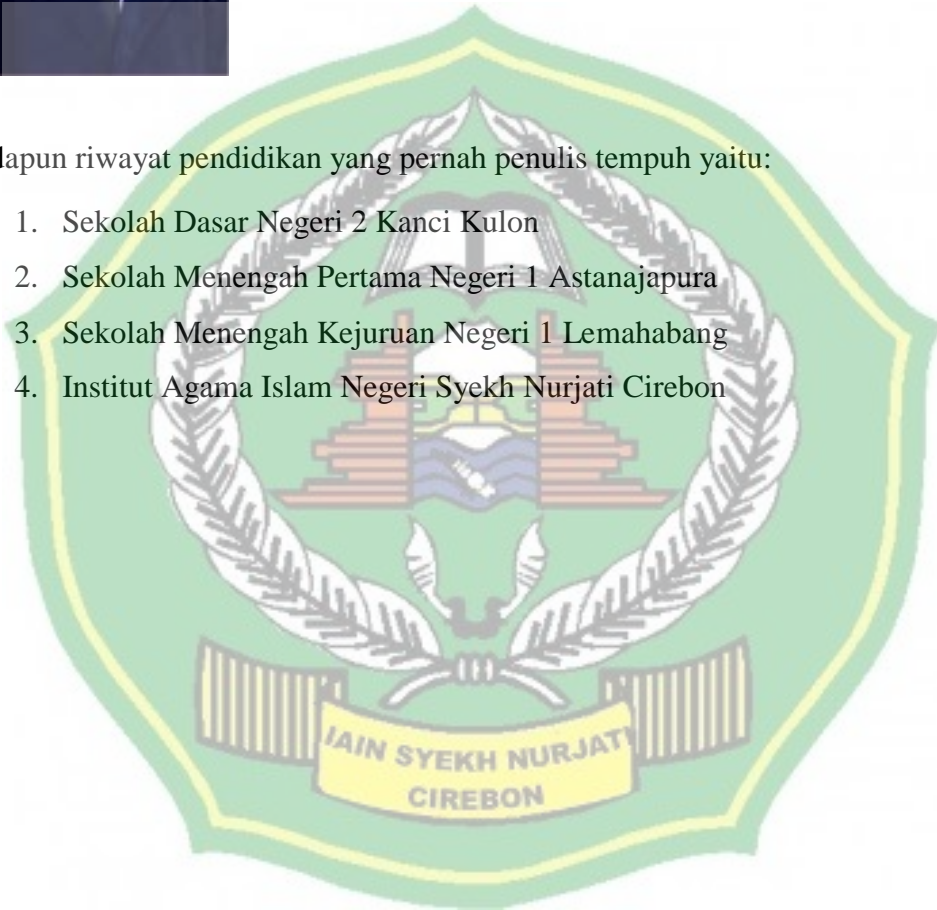 dapun riwayat pendidikan yang pernah penulis tempuh yaitu:
1. Sekolah Dasar Negeri 2 Kanci Kulon
2. Sekolah Menengah Pertama Negeri 1 Astanajapura
3. Sekolah Menengah Kejuruan Negeri 1 Lemahabang
4. Institut Agama Islam Negeri Syekh Nurjati Cirebon
IAIN SYEKH NURJATI
CIREBON